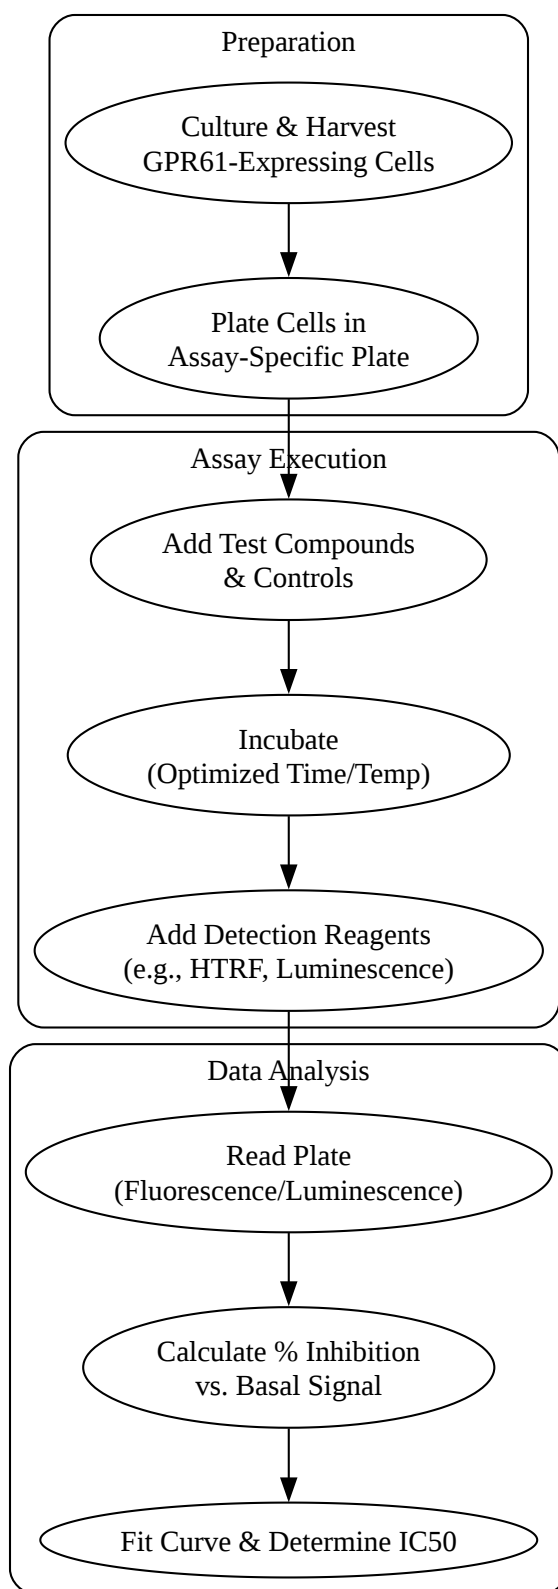 Preparation
Culture & Harvest
GPR61-Expressing Cells
Plate Cells in
Assay-Specific Plate
Assay Execution
Add Test Compounds
& Controls
Incubate
(Optimized Time/Temp)
Add Detection Reagents
(e.g., HTRF, Luminescence)
Data Analysis
Read Plate
(Fluorescence/Luminescence)
Calculate % Inhibition
vs. Basal Signal
Fit Curve & Determine IC50